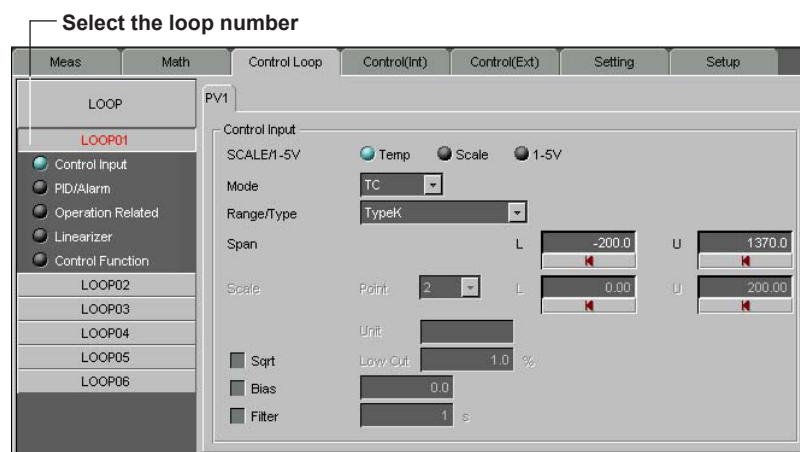 Select the loop number
Meas Math Control Loop Control(Int) Control(Ext) Setting Setup
LOOP
PV1
LOOP01
Control Input
PID/Alarm
Operation Related
Linearizer
Control Function
LOOP02
LOOP03
LOOP04
LOOP05
LOOP06
Control Input
SCALE/1-5V Temp Scale 1-5V
Mode TC
Range/Type TypeK
Span L -200.0 U 1370.0
Scale Point 2 L 0.00 U 200.00
Unit
Sqrt Low Cut 1.0 %
Bias 0.0
Filter 1 s